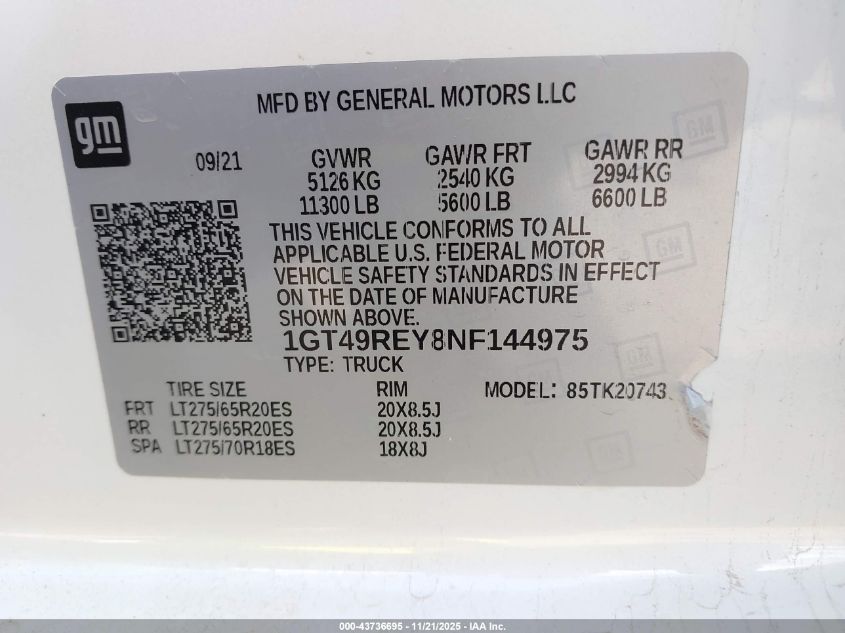 gm
MFD BY GENERAL MOTORS LLC
09/21 GVWR GAWR FRT GAWR RR
5126 KG 2540 KG 2994 KG
11300 LB 5600 LB 6600 LB
THIS VEHICLE CONFORMS TO ALL
APPLICABLE U.S. FEDERAL MOTOR
VEHICLE SAFETY STANDARDS IN EFFECT
ON THE DATE OF MANUFACTURE
SHOWN ABOVE.
1GT49REY8NF144975
TYPE: TRUCK
TIRE SIZE RIM MODEL: 85TK20743
FRT LT275/65R20ES 20X8.5J
RR LT275/65R20ES 20X8.5J
SPA LT275/70R18ES 18X8J
GM
GM
000-43736695 - 11/21/2025 - IAA Inc.